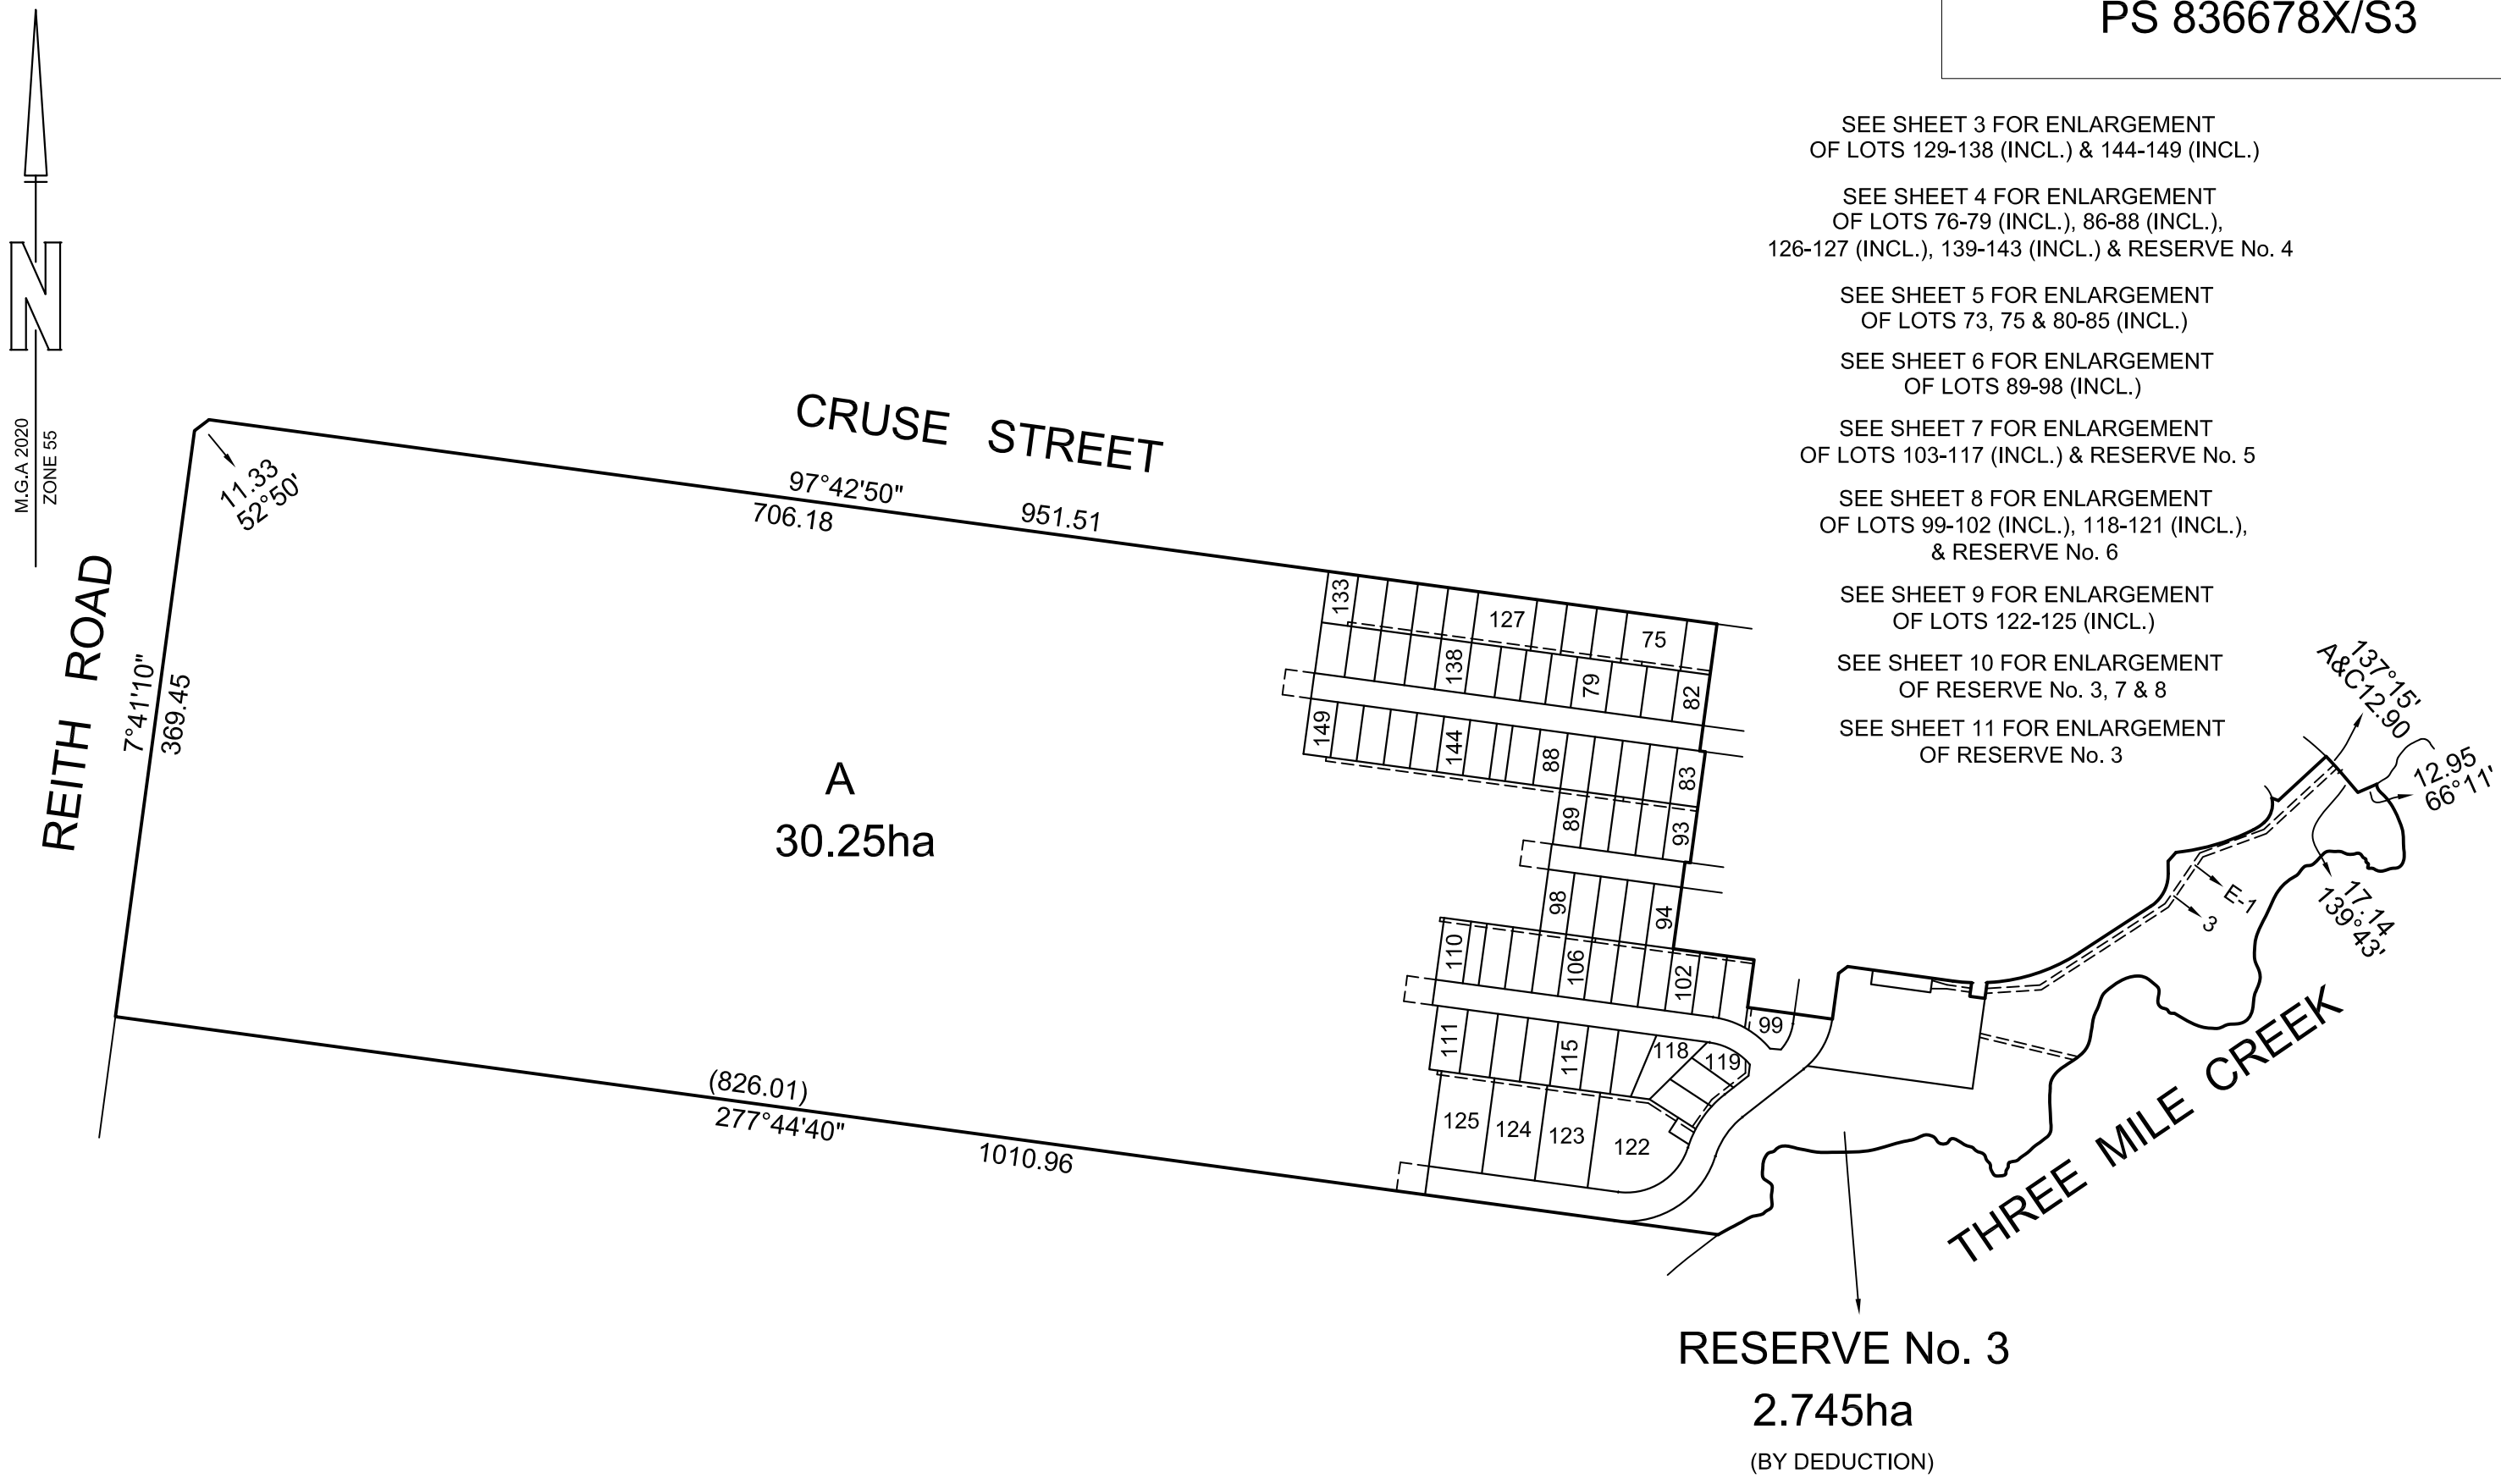 PS 836678X/S3
SEE SHEET 3 FOR ENLARGEMENT
OF LOTS 129-138 (INCL.) & 144-149 (INCL.)
SEE SHEET 4 FOR ENLARGEMENT
OF LOTS 76-79 (INCL.), 86-88 (INCL.),
126-127 (INCL.), 139-143 (INCL.) & RESERVE No. 4
SEE SHEET 5 FOR ENLARGEMENT
OF LOTS 73, 75 & 80-85 (INCL.)
SEE SHEET 6 FOR ENLARGEMENT
OF LOTS 89-98 (INCL.)
SEE SHEET 7 FOR ENLARGEMENT
OF LOTS 103-117 (INCL.) & RESERVE No. 5
SEE SHEET 8 FOR ENLARGEMENT
OF LOTS 99-102 (INCL.), 118-121 (INCL.),
& RESERVE No. 6
SEE SHEET 9 FOR ENLARGEMENT
OF LOTS 122-125 (INCL.)
SEE SHEET 10 FOR ENLARGEMENT
OF RESERVE No. 3, 7 & 8
SEE SHEET 11 FOR ENLARGEMENT
OF RESERVE No. 3
N
M.G.A 2020
ZONE 55
CRUSE STREET
97°42'50"
706.18
951.51
11.33
52°50'
REITH ROAD
7°41'10"
369.45
A
30.25ha
133
127
75
138
79
82
149
144
88
83
89
93
98
94
110
106
102
99
111
115
118
119
125
124
123
122
(826.01)
277°44'40"
1010.96
137°15'
A&C12.90
12.95
66°11'
17.14
139°43'
E-1
3
THREE MILE CREEK
RESERVE No. 3
2.745ha
(BY DEDUCTION)